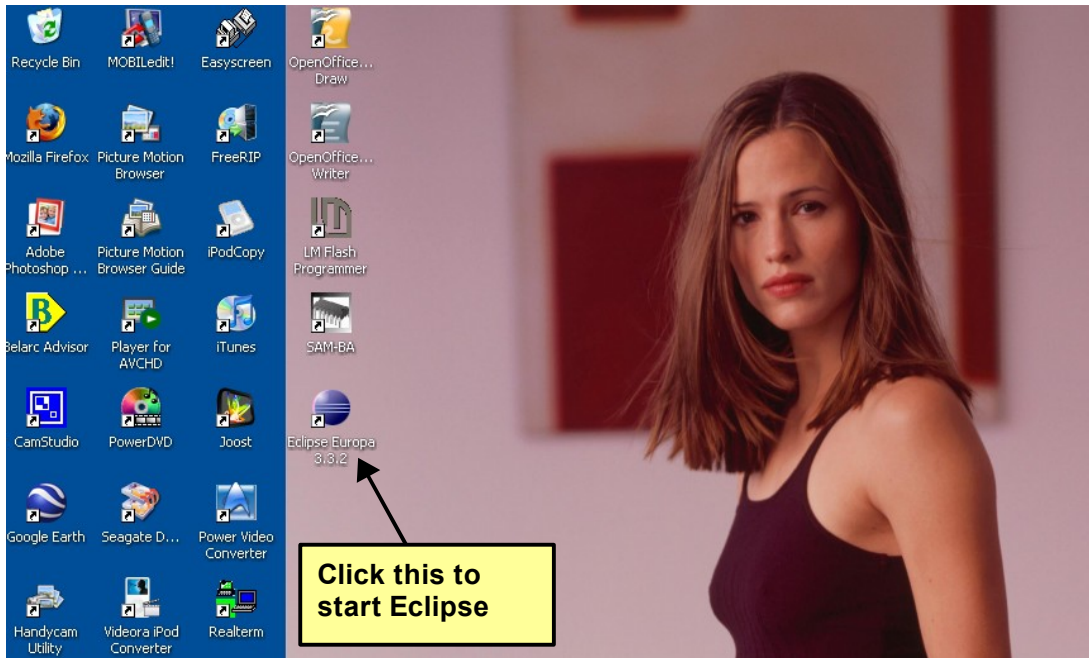 Recycle Bin
MOBILedit!
Easyscreen
OpenOffice...
Draw
Mozilla Firefox
Picture Motion
Browser
FreeRIP
OpenOffice...
Writer
Adobe
Photoshop ...
Picture Motion
Browser Guide
iPodCopy
LM Flash
Programmer
Belarc Advisor
Player for
AVCHD
iTunes
SAM-BA
CamStudio
PowerDVD
Joost
Eclipse Europa
3.3.2
Google Earth
Seagate D...
Power Video
Converter
Click this to
start Eclipse
Handycam
Utility
Videora iPod
Converter
Realterm